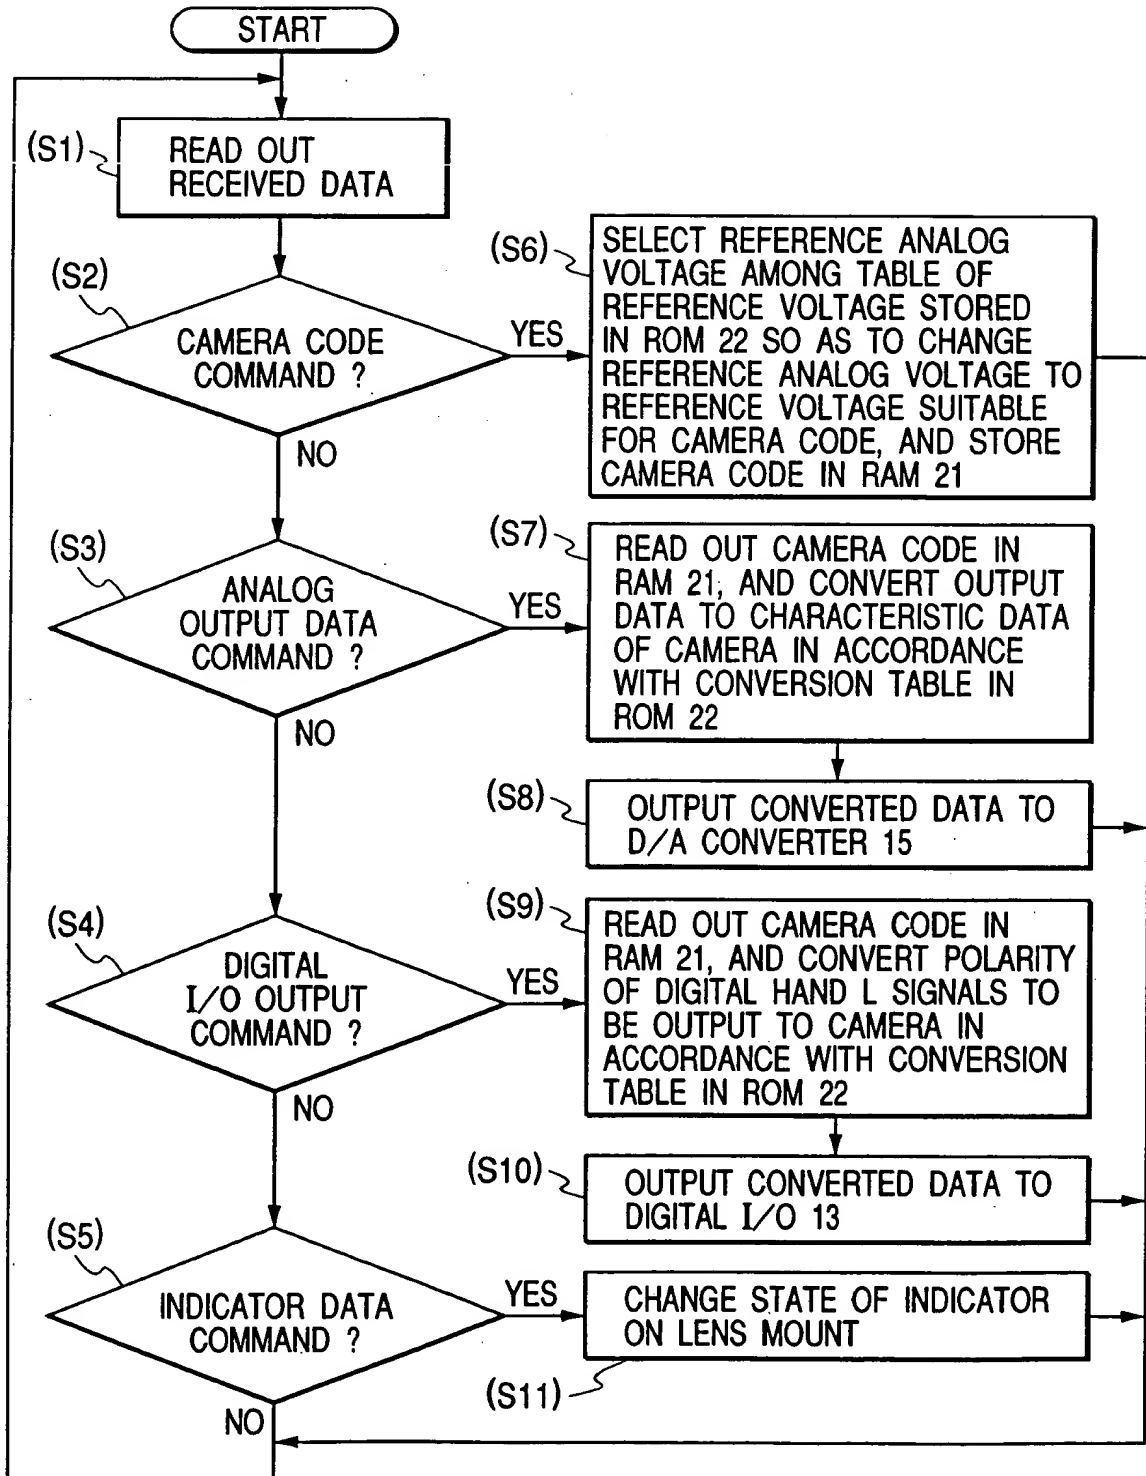 START
(S1)
READ OUT
RECEIVED DATA
(S2)
CAMERA CODE
COMMAND ?
YES
NO
(S6)
SELECT REFERENCE ANALOG
VOLTAGE AMONG TABLE OF
REFERENCE VOLTAGE STORED
IN ROM 22 SO AS TO CHANGE
REFERENCE ANALOG VOLTAGE TO
REFERENCE VOLTAGE SUITABLE
FOR CAMERA CODE, AND STORE
CAMERA CODE IN RAM 21
(S3)
ANALOG
OUTPUT DATA
COMMAND ?
YES
NO
(S7)
READ OUT CAMERA CODE IN
RAM 21, AND CONVERT OUTPUT
DATA TO CHARACTERISTIC DATA
OF CAMERA IN ACCORDANCE
WITH CONVERSION TABLE IN
ROM 22
(S8)
OUTPUT CONVERTED DATA TO
D/A CONVERTER 15
(S4)
DIGITAL
I/O OUTPUT
COMMAND ?
YES
NO
(S9)
READ OUT CAMERA CODE IN
RAM 21, AND CONVERT POLARITY
OF DIGITAL HAND L SIGNALS TO
BE OUTPUT TO CAMERA IN
ACCORDANCE WITH CONVERSION
TABLE IN ROM 22
(S10)
OUTPUT CONVERTED DATA TO
DIGITAL I/O 13
(S5)
INDICATOR DATA
COMMAND ?
YES
NO
CHANGE STATE OF INDICATOR
ON LENS MOUNT
(S11)